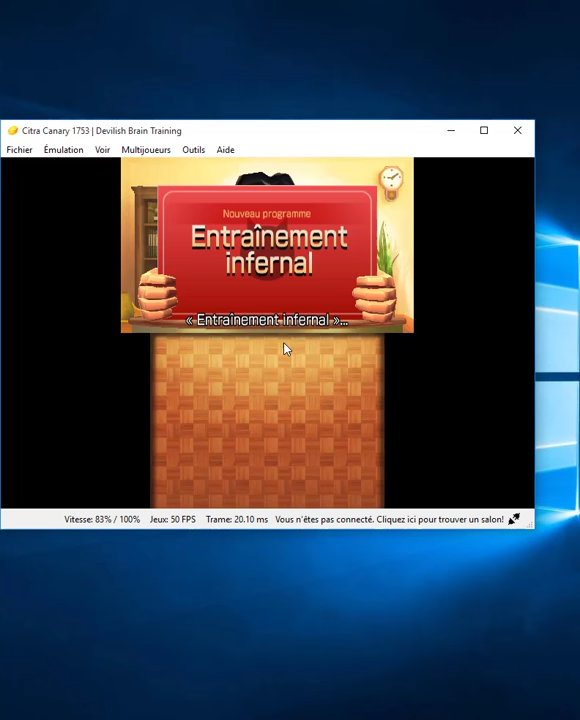 Citra Canary 1753 | Devilish Brain Training
Fichier Émulation Voir Multijoueurs Outils Aide
Nouveau programme
Entraînement
infernal
« Entraînement infernal »...
Vitesse: 83% / 100% Jeux: 50 FPS Trame: 20.10 ms Vous n'êtes pas connecté. Cliquez ici pour trouver un salon!